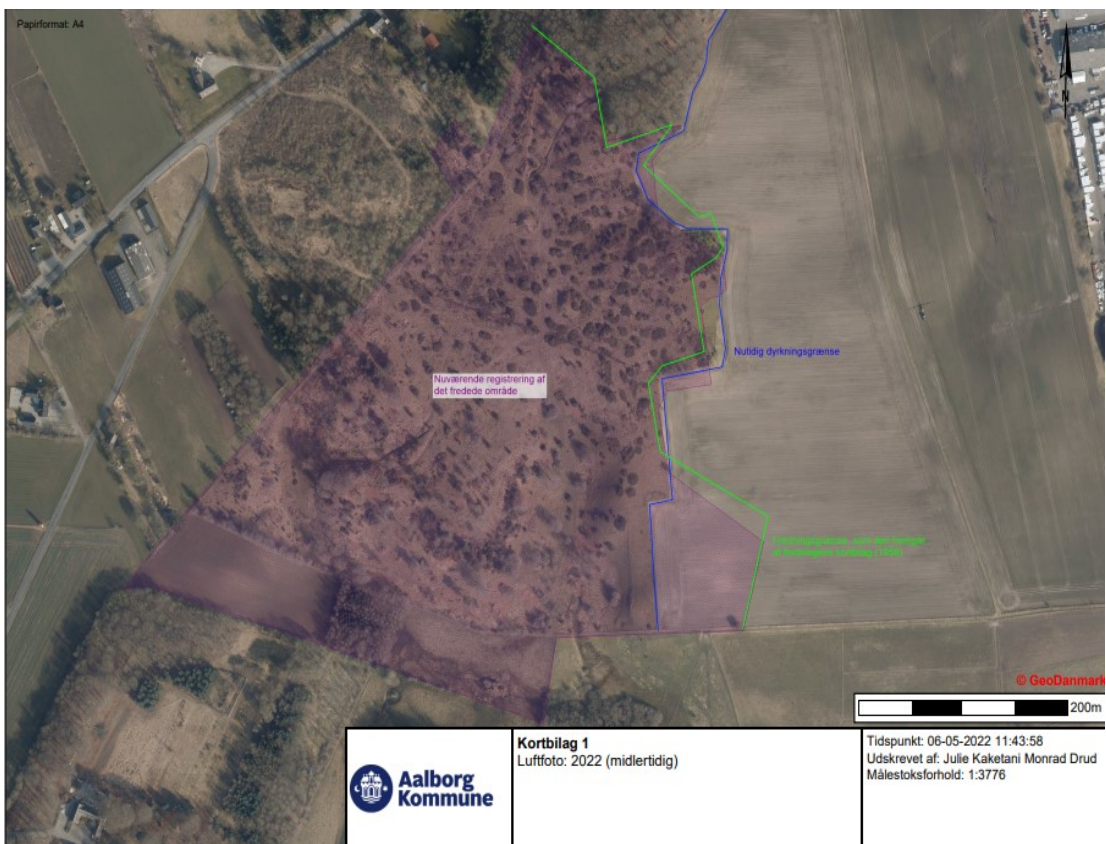 Papirformat: A4
N
Nutidig dyrkningsgrænse
Nuværende registrering af
det fredede område
© GeoDanmark
200m
Aalborg
Kommune
Kortbilag 1
Luftfoto: 2022 (midlertidig)
Tidspunkt: 06-05-2022 11:43:58
Udskrevet af: Julie Kaketani Monrad Drud
Målestoksforhold: 1:3776